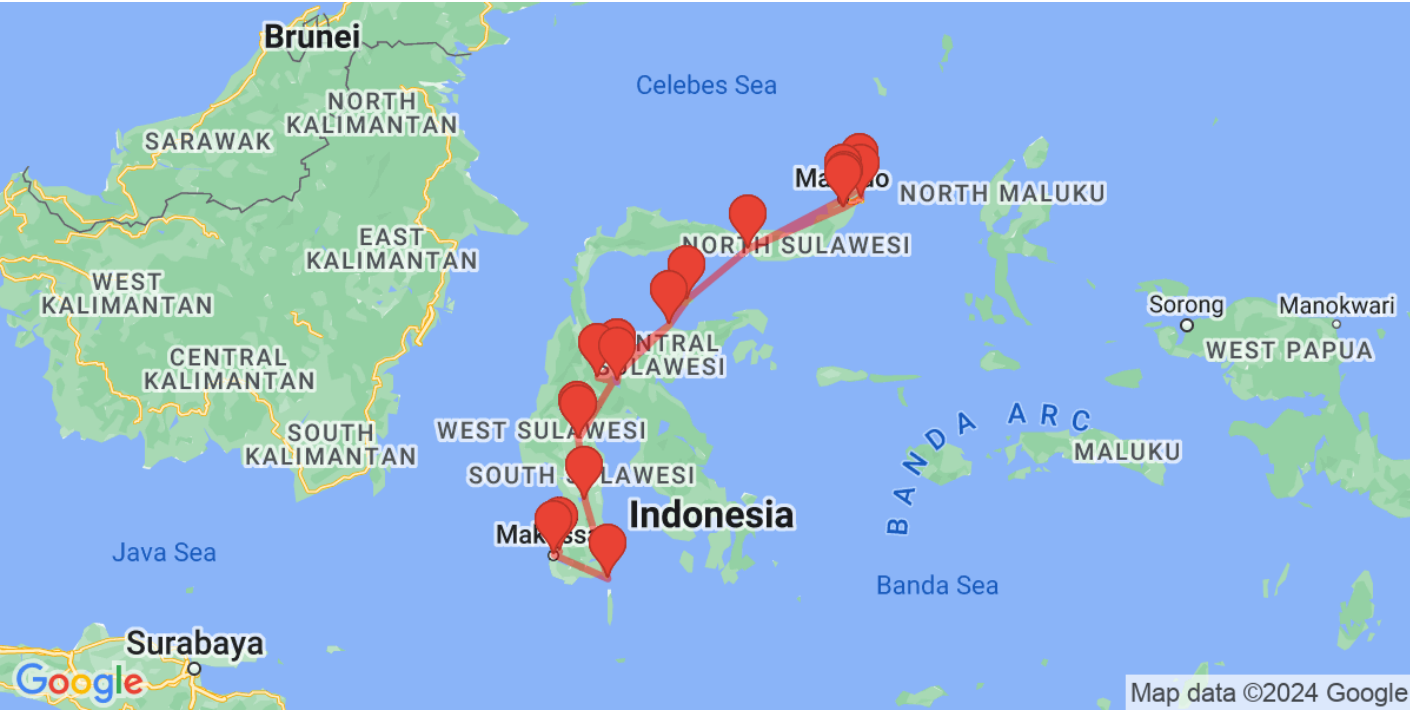 Brunei
Celebes Sea
NORTH
KALIMANTAN
SARAWAK
NORTH MALUKU
EAST
KALIMANTAN
NORTH SULAWESI
WEST
KALIMANTAN
Sorong
Manokwari
WEST PAPUA
CENTRAL
KALIMANTAN
BANDA ARC
SOUTH
KALIMANTAN
WEST SULAWESI
MALUKU
SOUTH
Indonesia
Java Sea
Banda Sea
Surabaya
Google
Map data ©2024 Google